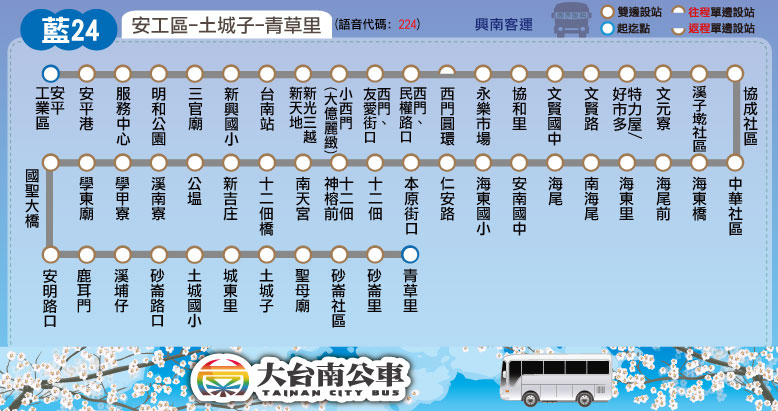 藍24
安工區-土城子-青草里
(語音代碼: 224)
興南客運
雙邊設站
往程單邊設站
起迄點
返程單邊設站
安平
工業區
安平港
服務中心
明和公園
三官廟
新興國小
台南站
新光三越
新天地
小西門
(大億麗緻)
西門、
友愛街口
西門、
民權路口
西門圓環
永樂市場
協和里
文賢國中
文賢路
特力屋/
好市多
文元寮
溪子墘社區
協成社區
國聖大橋
學東廟
學甲寮
溪南寮
公塭
新吉庄
十二佃橋
南天宮
十二佃
神榕前
十二佃
本原街口
仁安路
海東國小
安南國中
海尾
南海尾
海東里
海尾前
海東橋
中華社區
安明路口
鹿耳門
溪埔仔
砂崙路口
土城國小
城東里
土城子
聖母廟
砂崙社區
砂崙里
青草里
大台南公車
TAINAN CITY BUS